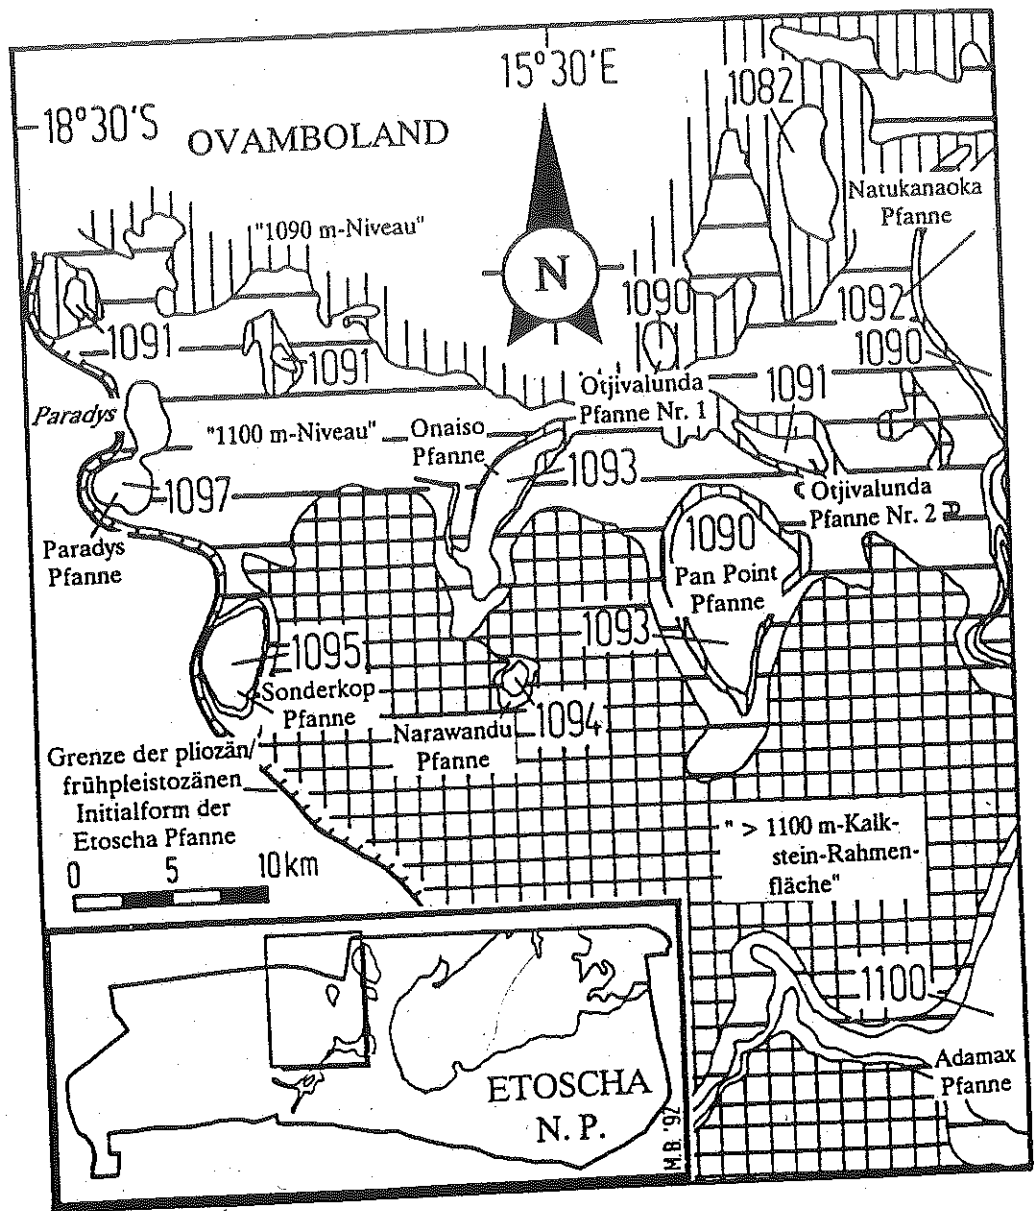 15°30'E
18°30'S
OVAMBOLAND
1082
Natukanaoka
Pfanne
"1090 m-Niveau"
N
1090
1092
1091
1091
1090
Paradys
Otjivalunda
Pfanne Nr. 1
1091
"1100 m-Niveau"
Onaiso
Pfanne
1093
1097
Otjivalunda
Pfanne Nr. 2
Paradys
Pfanne
1090
Pan Point
Pfanne
1093
1095
Sonderkop
Pfanne
Narawandu
Pfanne
1094
Grenze der pliozän/
frühpleistozänen
Initialform der
Etoscha Pfanne
0 5 10 km
" > 1100 m-Kalk-
stein-Rahmen-
fläche"
1100
Adamax
Pfanne
ETOSCHA
N. P.
M.B. '97